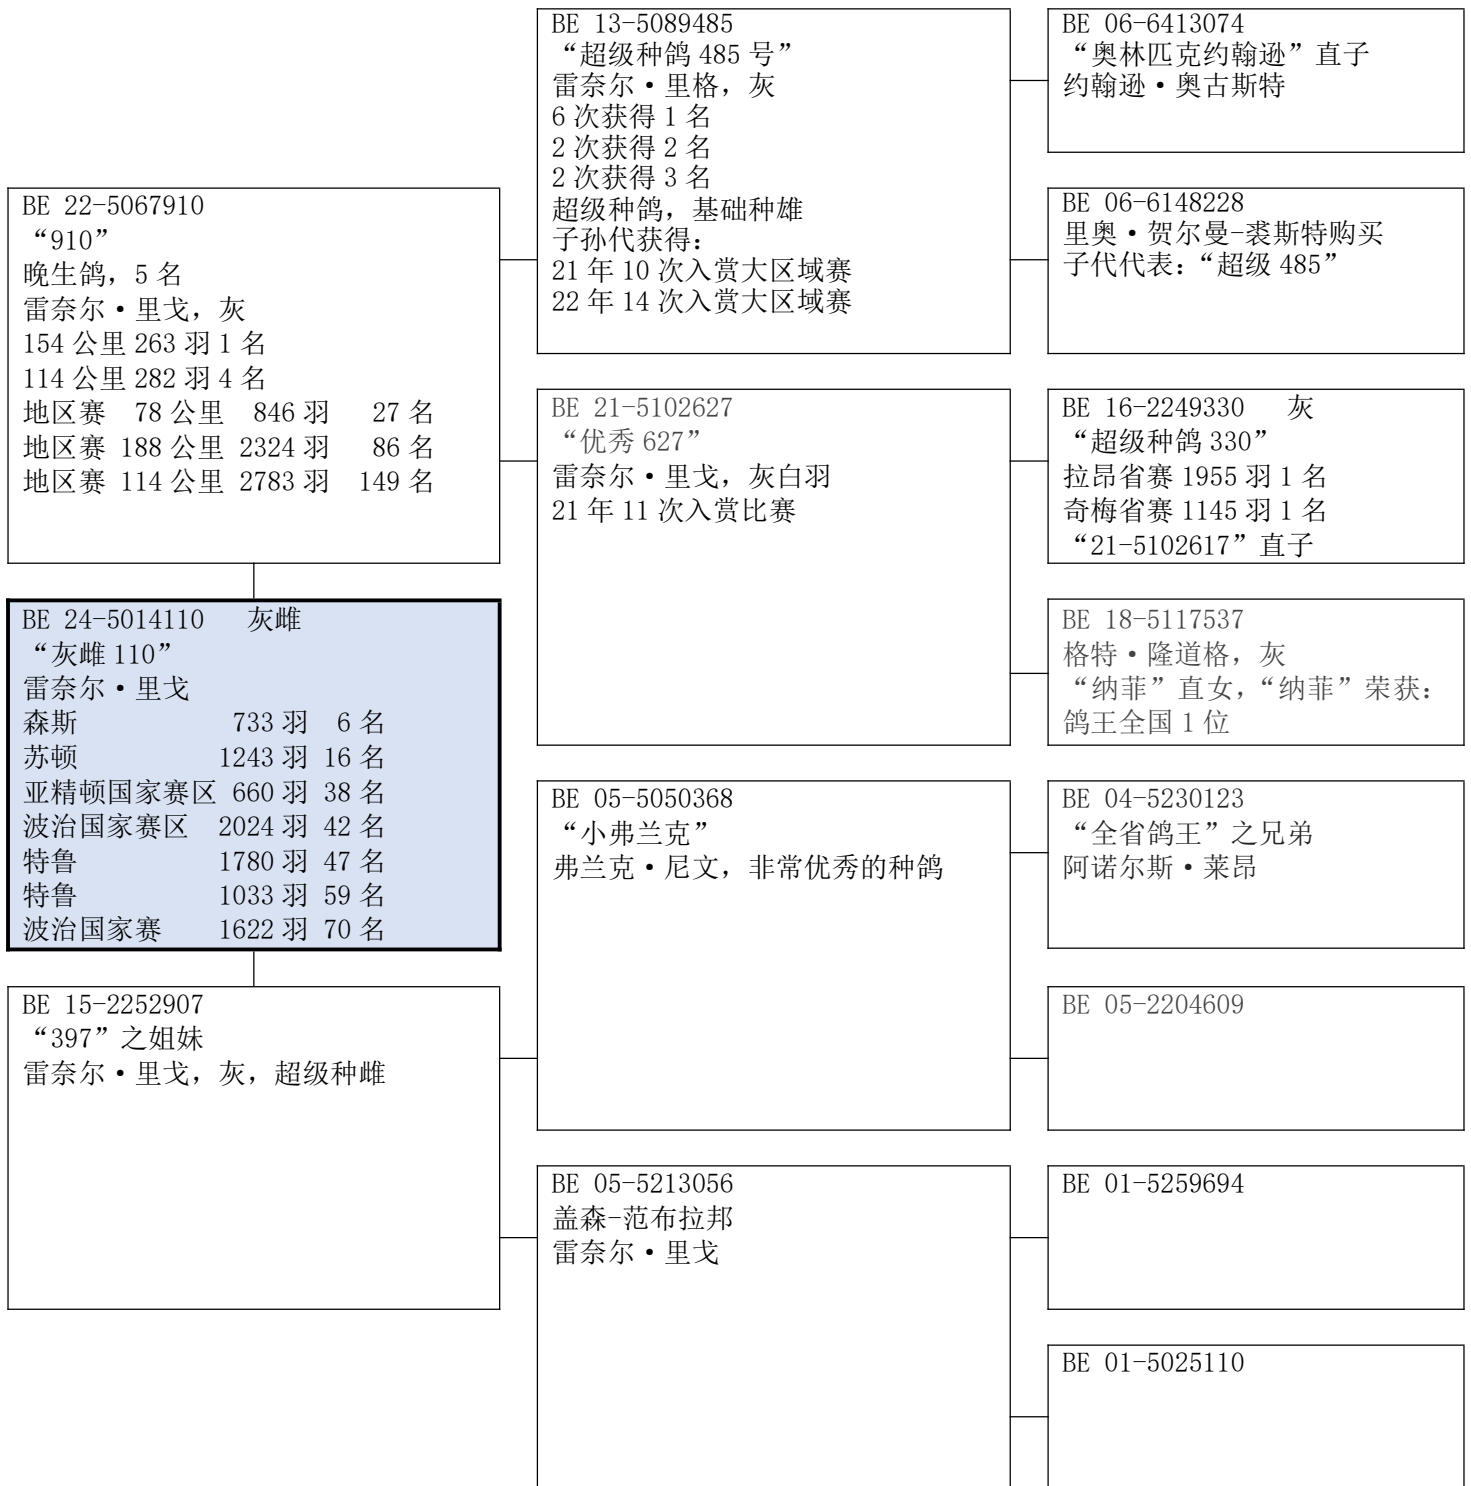 BE 22-5067910
“910”
晚生鸽，5 名
雷奈尔·里戈，灰
154 公里 263 羽 1 名
114 公里 282 羽 4 名
地区赛 78 公里 846 羽 27 名
地区赛 188 公里 2324 羽 86 名
地区赛 114 公里 2783 羽 149 名
BE 24-5014110 灰雌
“灰雌 110”
雷奈尔·里戈
森斯 733 羽 6 名
苏顿 1243 羽 16 名
亚精顿国家赛区 660 羽 38 名
波治国家赛区 2024 羽 42 名
特鲁 1780 羽 47 名
特鲁 1033 羽 59 名
波治国家赛 1622 羽 70 名
BE 15-2252907
“397”之姐妹
雷奈尔·里戈，灰，超级种雌
BE 13-5089485
“超级种鸽 485 号”
雷奈尔·里格，灰
6 次获得 1 名
2 次获得 2 名
2 次获得 3 名
超级种鸽，基础种雄
子孙代获得：
21 年 10 次入赏大区域赛
22 年 14 次入赏大区域赛
BE 21-5102627
“优秀 627”
雷奈尔·里戈，灰白羽
21 年 11 次入赏比赛
BE 05-5050368
“小弗兰克”
弗兰克·尼文，非常优秀的种鸽
BE 05-5213056
盖森-范布拉邦
雷奈尔·里戈
BE 06-6413074
“奥林匹克约翰逊”直子
约翰逊·奥古斯特
BE 06-6148228
里奥·贺尔曼-裘斯特购买
子代代表：“超级 485”
BE 16-2249330 灰
“超级种鸽 330”
拉昂省赛 1955 羽 1 名
奇梅省赛 1145 羽 1 名
“21-5102617”直子
BE 18-5117537
格特·隆道格，灰
“纳菲”直女，“纳菲”荣获：
鸽王全国 1 位
BE 04-5230123
“全省鸽王”之兄弟
阿诺尔斯·莱昂
BE 05-2204609
BE 01-5259694
BE 01-5025110